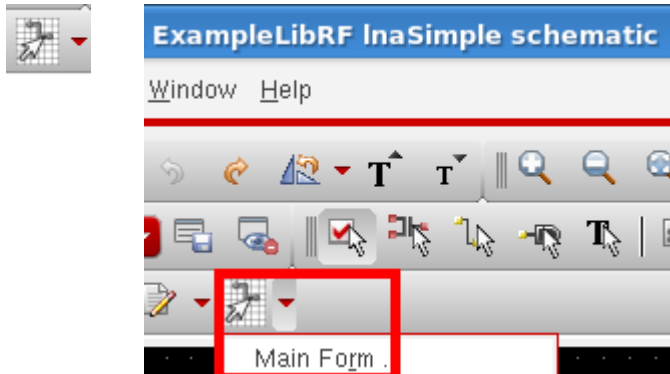 ExampleLibRF lnaSimple schematic
Window Help
T T
T
Main Form .